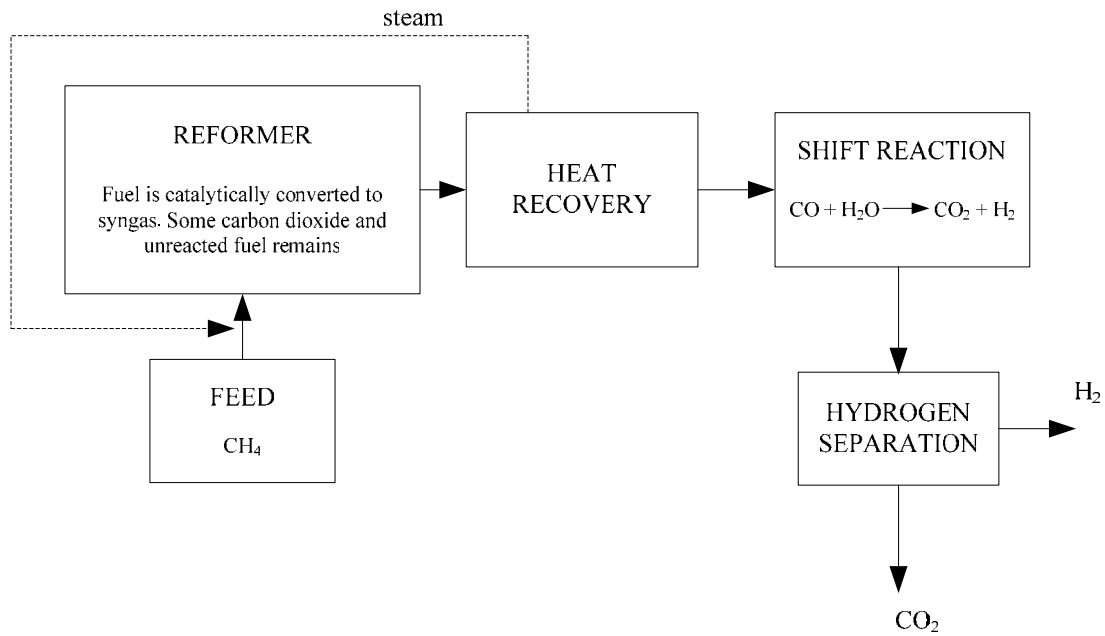 steam
REFORMER
Fuel is catalytically converted to
syngas. Some carbon dioxide and
unreacted fuel remains
HEAT
RECOVERY
SHIFT REACTION
CO + H₂O ⟶ CO₂ + H₂
FEED
CH₄
HYDROGEN
SEPARATION
H₂
CO₂